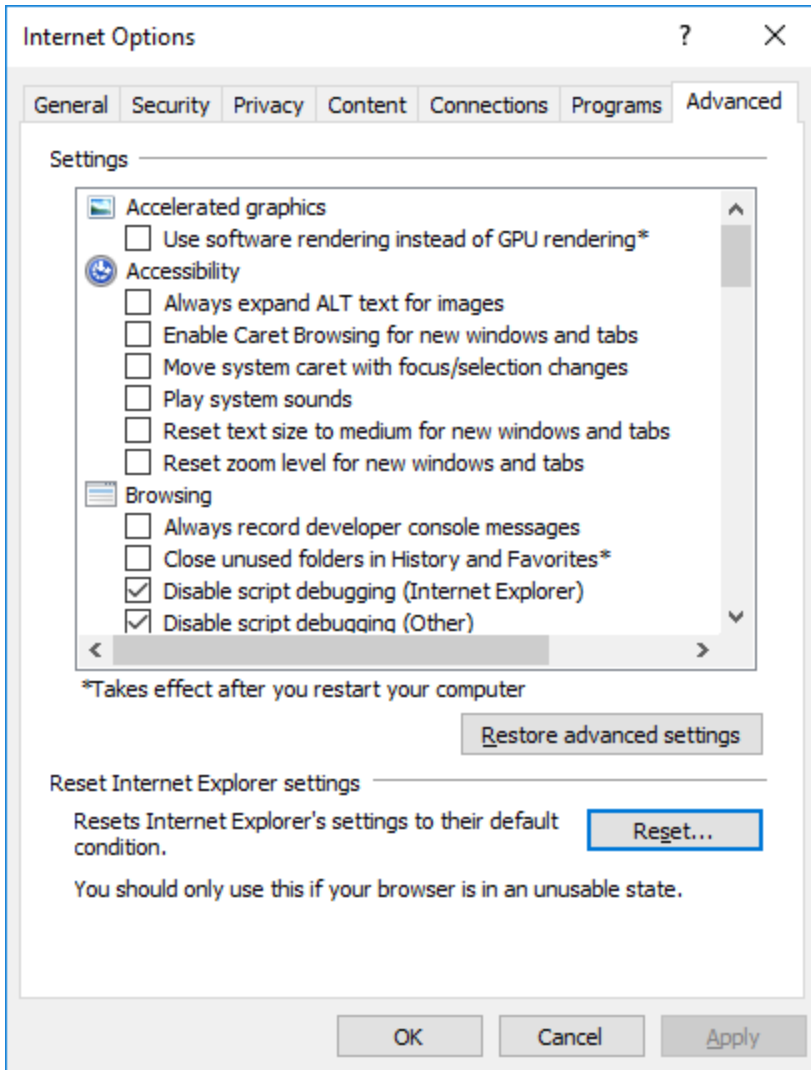 Internet Options
?
General Security Privacy Content Connections Programs Advanced
Settings
Accelerated graphics
Use software rendering instead of GPU rendering*
Accessibility
Always expand ALT text for images
Enable Caret Browsing for new windows and tabs
Move system caret with focus/selection changes
Play system sounds
Reset text size to medium for new windows and tabs
Reset zoom level for new windows and tabs
Browsing
Always record developer console messages
Close unused folders in History and Favorites*
Disable script debugging (Internet Explorer)
Disable script debugging (Other)
*Takes effect after you restart your computer
Restore advanced settings
Reset Internet Explorer settings
Resets Internet Explorer's settings to their default
condition.
Reset...
You should only use this if your browser is in an unusable state.
OK Cancel Apply